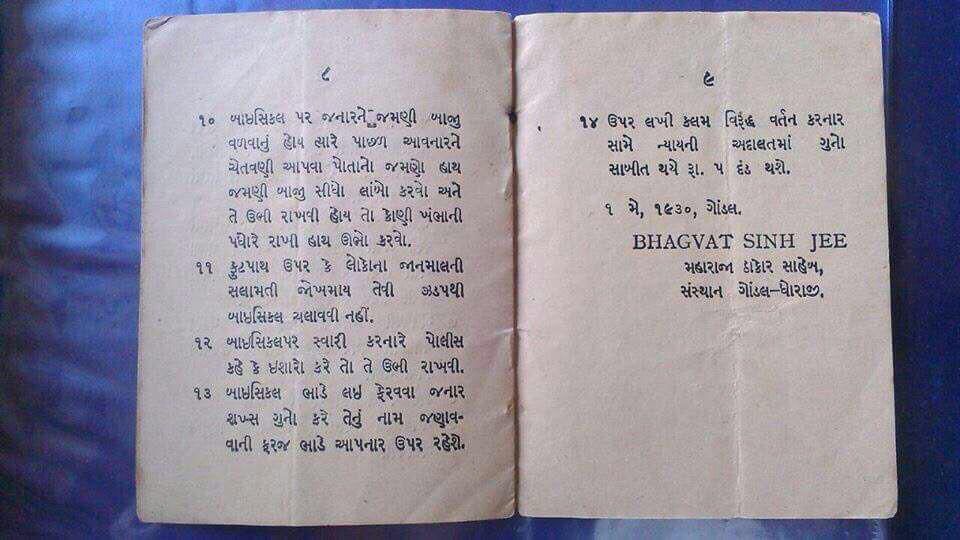 ૮
૧૦ બાઇસિકલ પર જનારને જમણી બાજુ
વળવાનું હોય ત્યારે પાછળ આવનારને
ચેતવણી આપવા પોતાનો જમણો હાથ
જમણી બાજુ સીધો લાંબો કરવો અને
તે ઉભી રાખવી હોય તો કોણી ખંભાની
પધોરે રાખી હાથ ઊભો કરવો.
૧૧ ફુટપાથ ઉપર કે લોકોના જાનમાલની
સલામતી જોખમાય તેવી ઝડપથી
બાઇસિકલ ચલાવવી નહીં.
૧૨ બાઇસિકલપર સ્વારી કરનારે પોલીસ
કહે કે ઇશારો કરે તો તે ઉભી રાખવી.
૧૩ બાઇસિકલ ભાડે લઇ ફેરવવા જનાર
શખ્સ ગુનો કરે તેનું નામ જણાવ-
વાની ફરજ ભાડે આપનાર ઉપર રહેશે.
૯
૧૪ ઉપર લખી કલમ વિરૂદ્ધ વર્તન કરનાર
સામે ન્યાયની અદાલતમાં ગુનો
સાબીત થયે રૂા. ૫ દંડ થશે.
૧ મે, ૧૯૩૦, ગોંડલ.
BHAGVAT SINH JEE
મહારાજા ઠાકોર સાહેબ,
સંસ્થાન ગોંડલ–ધોરાજી.